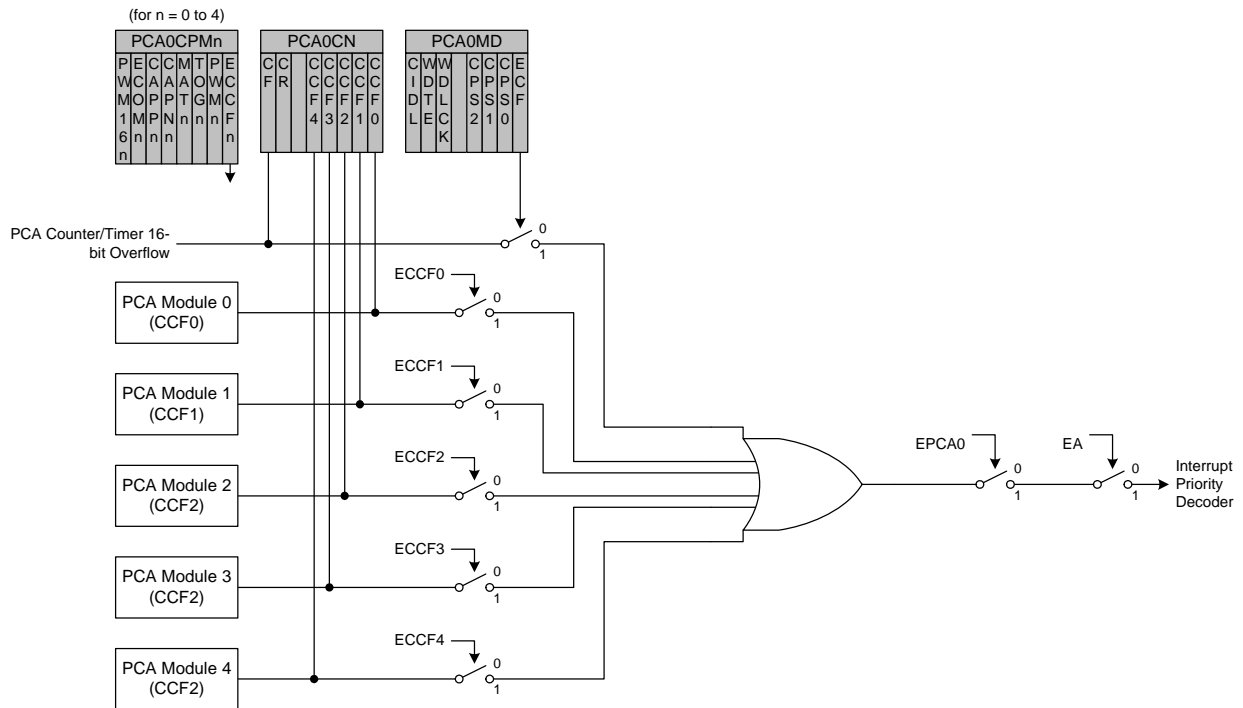 (for n = 0 to 4)
PCA0CPMn
PWM16n
ECOMn
CAPPn
CAPNn
MATn
TOGn
PWMn
ECCFn
PCA0CN
CF
CR
CCF4
CCF3
CCF2
CCF1
CCF0
PCA0MD
CIDL
WDTE
WDLCK
CPS2
CPS1
CPS0
ECF
PCA Counter/Timer 16-
bit Overflow
0
1
PCA Module 0
(CCF0)
ECCF0
0
1
PCA Module 1
(CCF1)
ECCF1
0
1
PCA Module 2
(CCF2)
ECCF2
0
1
EPCA0
0
1
EA
0
1
Interrupt
Priority
Decoder
PCA Module 3
(CCF2)
ECCF3
0
1
PCA Module 4
(CCF2)
ECCF4
0
1